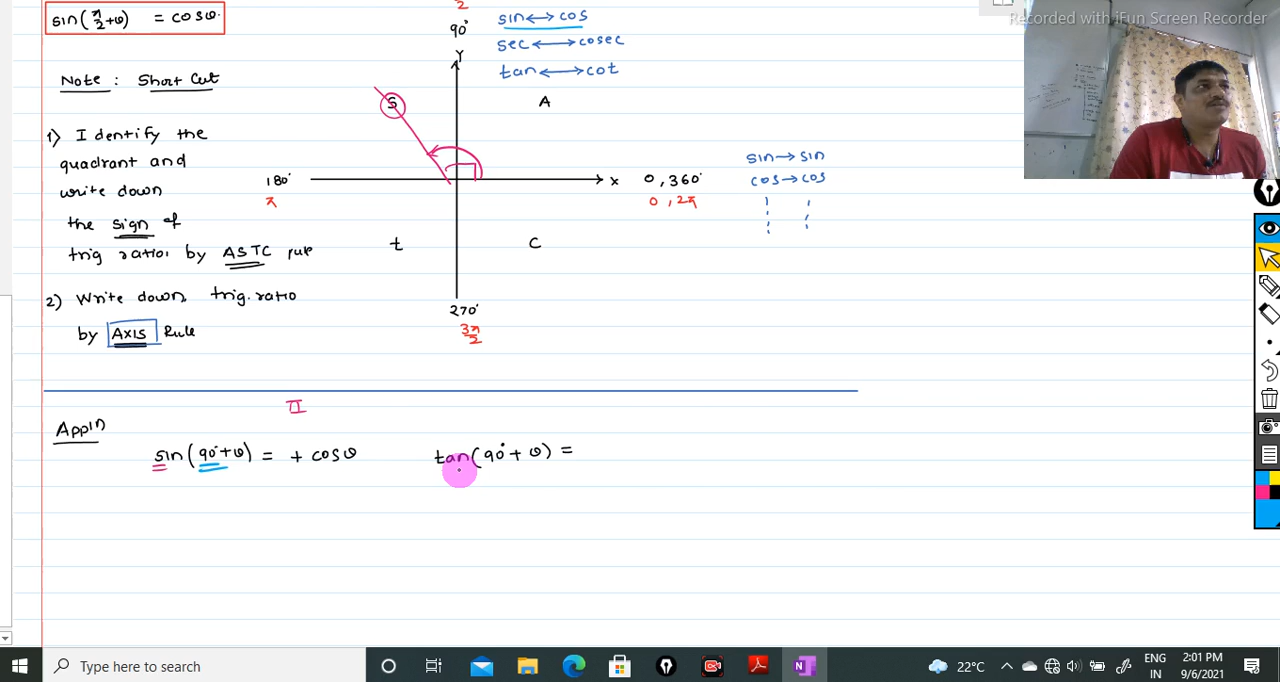 Recorded with iFun Screen Recorder
sin(π/2+θ) = cosθ.
2
90°
Y
sin⟷cos
sec⟷cosec
tan⟷cot
Note: Short Cut
S
A
1) Identify the
quadrant and
write down
the sign of
trig ratio. by ASTC rule
180°
π
x
0, 360°
0, 2π
sin→sin
cos→cos
t
C
2) Write down, trig. ratio
by AXIS Rule
270°
3π/2
II
Appln
sin(90°+θ) = + cosθ
tan(90°+θ) =
Type here to search
22°C
ENG
IN
2:01 PM
9/6/2021